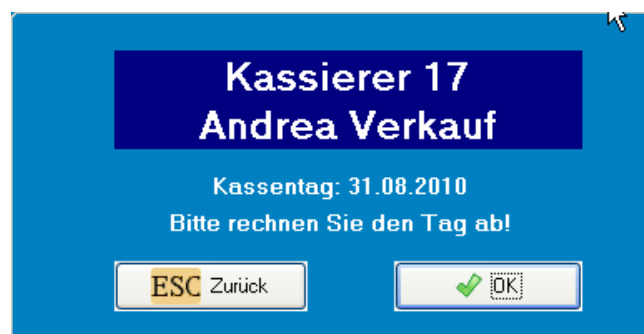 Kassierer 17
Andrea Verkauf
Kassentag: 31.08.2010
Bitte rechnen Sie den Tag ab!
ESC Zurück
OK